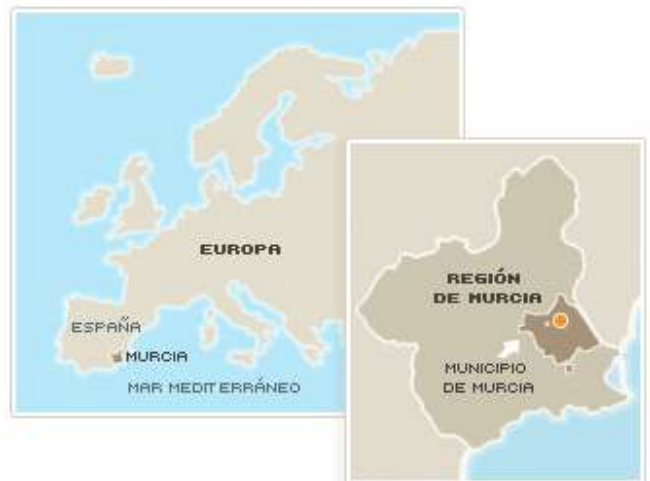 EUROPA
ESPAÑA
MURCIA
MAR MEDITERRÁNEO
REGIÓN
DE MURCIA
MUNICIPIO
DE MURCIA